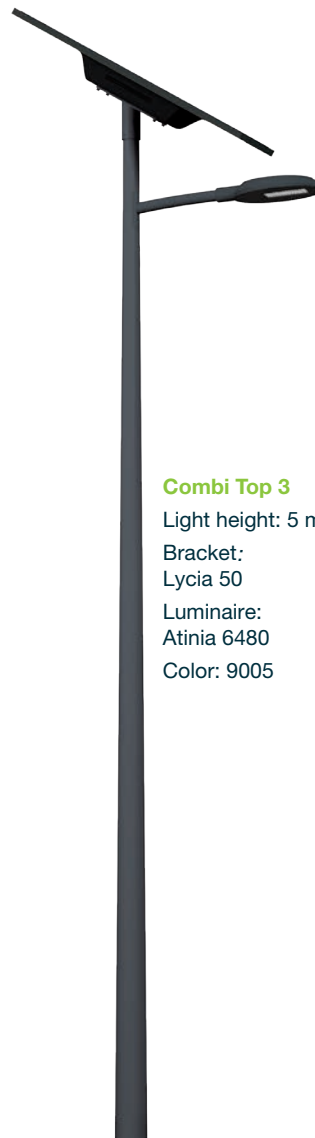 Combi Top 3
Light height: 5 m
Bracket:
Lycia 50
Luminaire:
Atinia 6480
Color: 9005